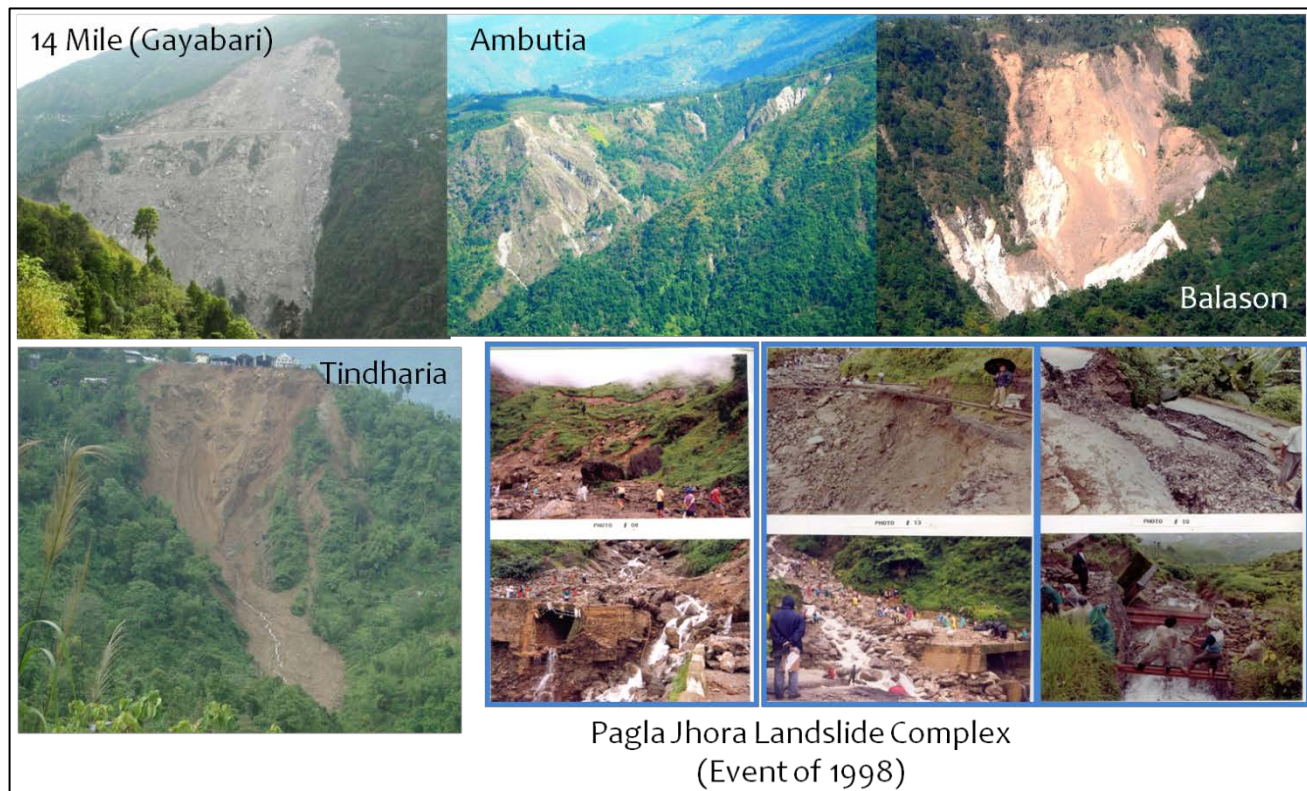 14 Mile (Gayabari)
Ambutia
Balason
Tindharia
PHOTO # 04
PHOTO # 13
PHOTO # 10
Pagla Jhora Landslide Complex
(Event of 1998)